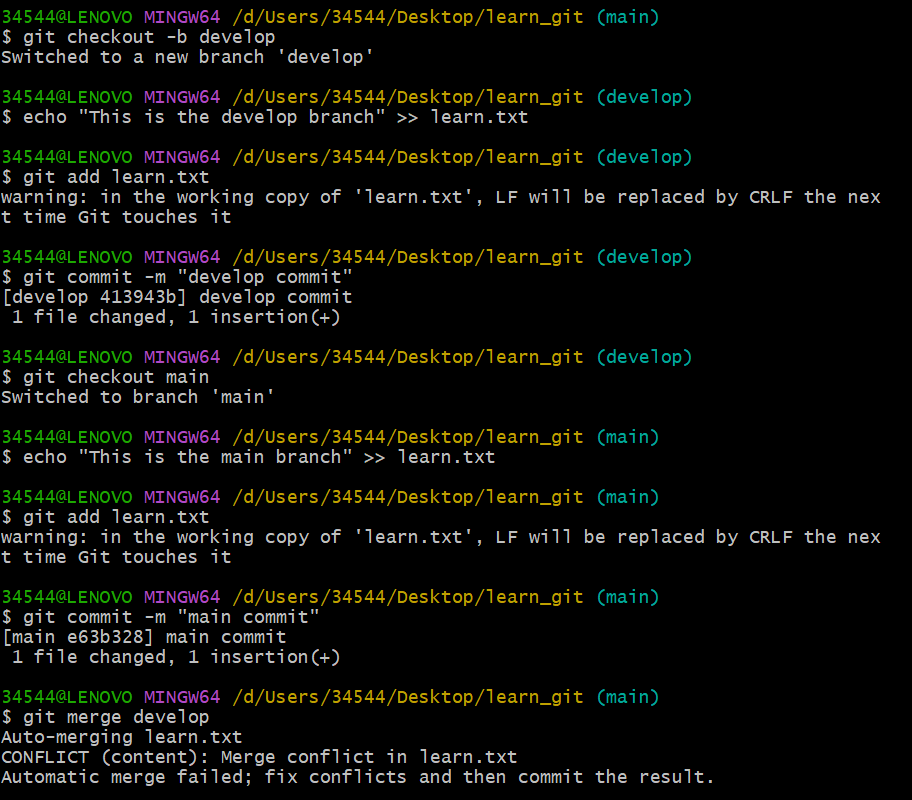 34544@LENOVO MINGW64 /d/Users/34544/Desktop/learn_git (main)
$ git checkout -b develop
Switched to a new branch 'develop'
34544@LENOVO MINGW64 /d/Users/34544/Desktop/learn_git (develop)
$ echo "This is the develop branch" >> learn.txt
34544@LENOVO MINGW64 /d/Users/34544/Desktop/learn_git (develop)
$ git add learn.txt
warning: in the working copy of 'learn.txt', LF will be replaced by CRLF the nex
t time Git touches it
34544@LENOVO MINGW64 /d/Users/34544/Desktop/learn_git (develop)
$ git commit -m "develop commit"
[develop 413943b] develop commit
 1 file changed, 1 insertion(+)
34544@LENOVO MINGW64 /d/Users/34544/Desktop/learn_git (develop)
$ git checkout main
Switched to branch 'main'
34544@LENOVO MINGW64 /d/Users/34544/Desktop/learn_git (main)
$ echo "This is the main branch" >> learn.txt
34544@LENOVO MINGW64 /d/Users/34544/Desktop/learn_git (main)
$ git add learn.txt
warning: in the working copy of 'learn.txt', LF will be replaced by CRLF the nex
t time Git touches it
34544@LENOVO MINGW64 /d/Users/34544/Desktop/learn_git (main)
$ git commit -m "main commit"
[main e63b328] main commit
 1 file changed, 1 insertion(+)
34544@LENOVO MINGW64 /d/Users/34544/Desktop/learn_git (main)
$ git merge develop
Auto-merging learn.txt
CONFLICT (content): Merge conflict in learn.txt
Automatic merge failed; fix conflicts and then commit the result.